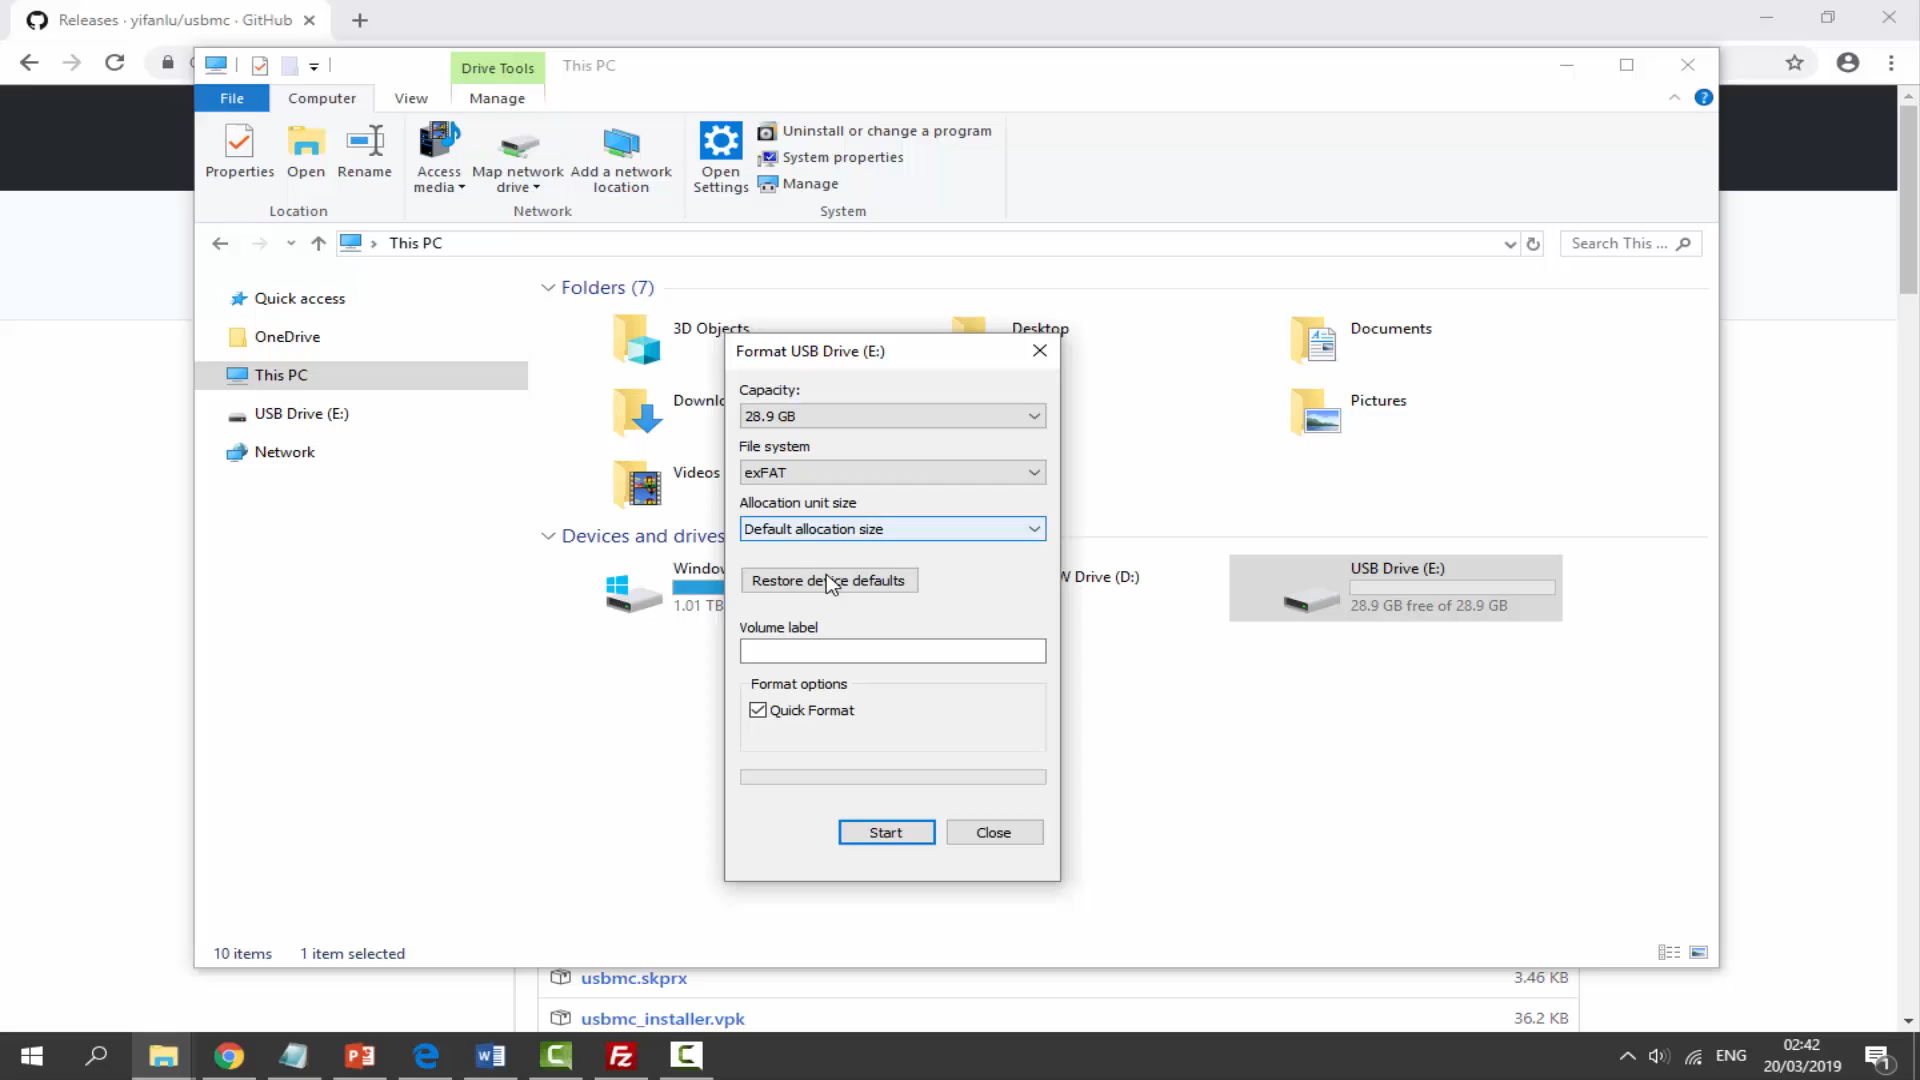 Releases · yifanlu/usbmc · GitHub
Drive Tools
This PC
File
Computer
View
Manage
Properties
Open
Rename
Access media
Map network drive
Add a network location
Open Settings
Uninstall or change a program
System properties
Manage
Location
Network
System
This PC
Search This ...
Quick access
OneDrive
This PC
USB Drive (E:)
Network
Folders (7)
3D Objects
Desktop
Documents
Pictures
Videos
Devices and drives
1.01 TB
Drive (D:)
USB Drive (E:)
28.9 GB free of 28.9 GB
Format USB Drive (E:)
Capacity:
28.9 GB
File system
exFAT
Allocation unit size
Default allocation size
Restore device defaults
Volume label
Format options
Quick Format
Start
Close
10 items
1 item selected
usbmc.skprx
3.46 KB
usbmc_installer.vpk
36.2 KB
ENG
02:42
20/03/2019
1